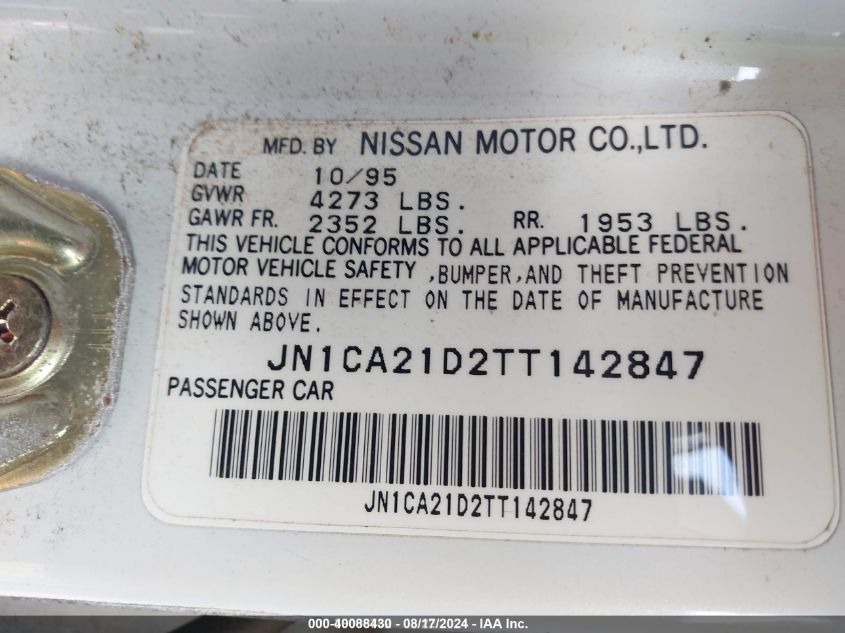 MFD. BY NISSAN MOTOR CO.,LTD.
DATE 10/95
GVWR 4273 LBS.
GAWR FR. 2352 LBS. RR. 1953 LBS.
THIS VEHICLE CONFORMS TO ALL APPLICABLE FEDERAL
MOTOR VEHICLE SAFETY ,BUMPER,AND THEFT PREVENTION
STANDARDS IN EFFECT ON THE DATE OF MANUFACTURE
SHOWN ABOVE.
JN1CA21D2TT142847
PASSENGER CAR
JN1CA21D2TT142847
000-40088430 - 08/17/2024 - IAA Inc.